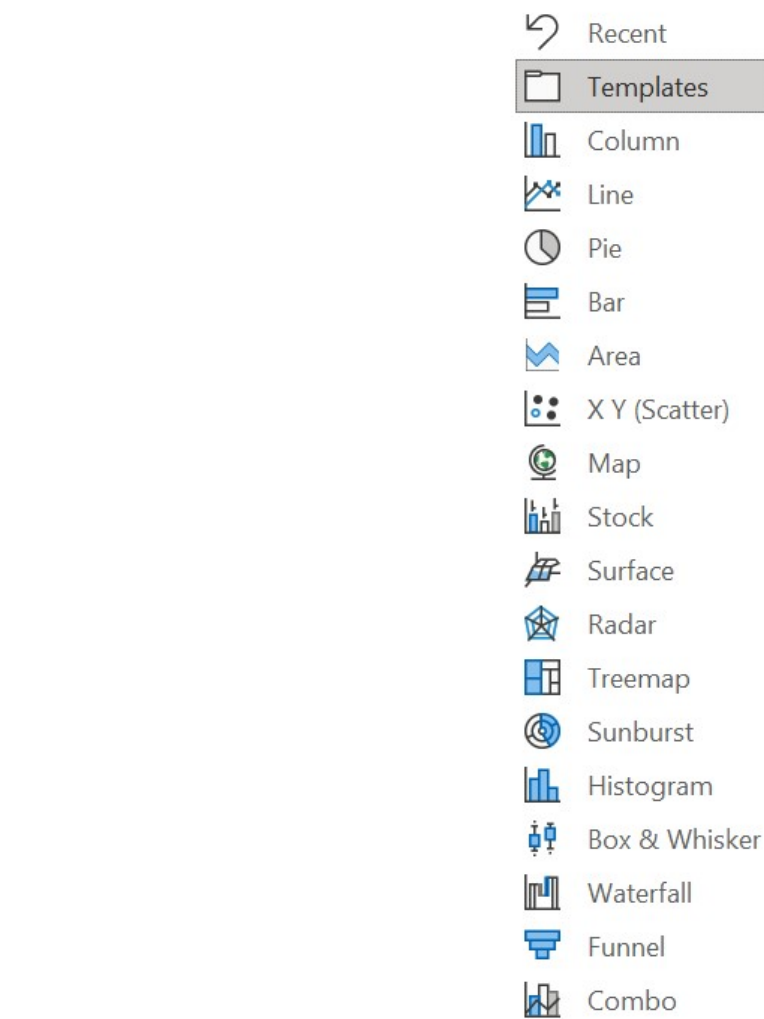 Recent
Templates
Column
Line
Pie
Bar
Area
X Y (Scatter)
Map
Stock
Surface
Radar
Treemap
Sunburst
Histogram
Box & Whisker
Waterfall
Funnel
Combo